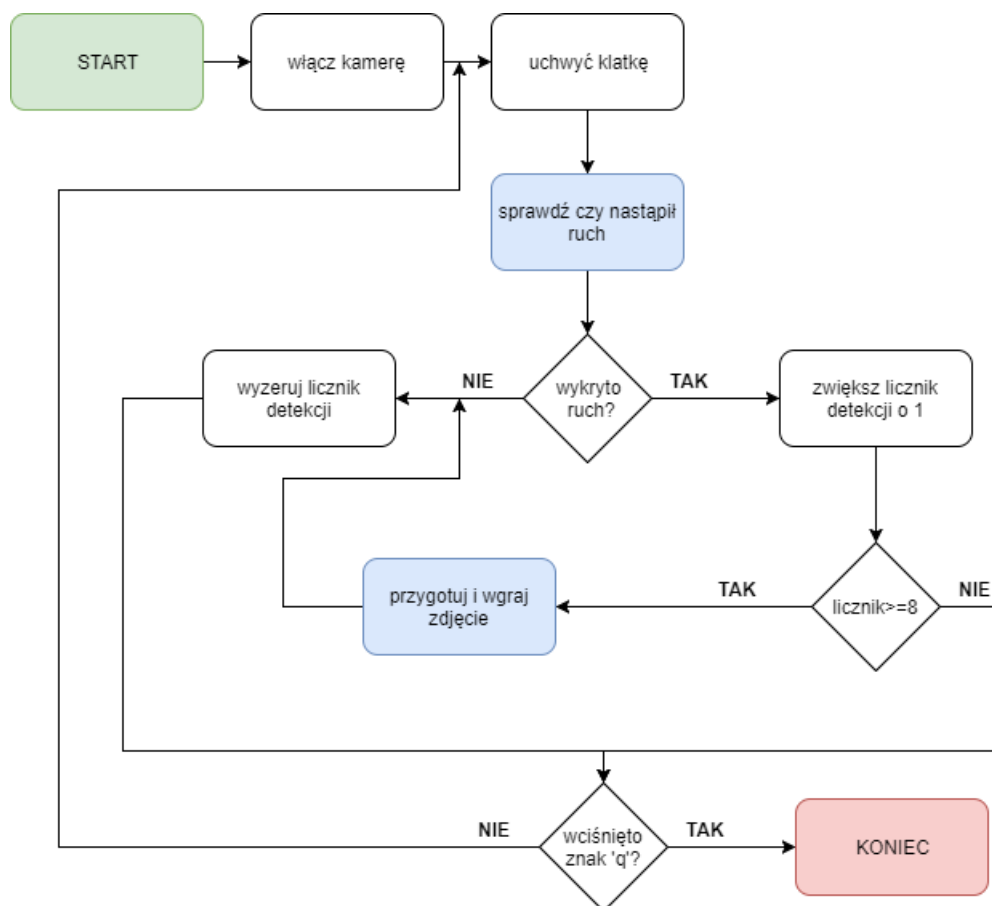 START
włącz kamerę
uchwyć klatkę
sprawdź czy nastąpił
ruch
wyzeruj licznik
detekcji
NIE
wykryto
ruch?
TAK
zwiększ licznik
detekcji o 1
przygotuj i wgraj
zdjęcie
TAK
licznik>=8
NIE
NIE
wciśnięto
znak 'q'?
TAK
KONIEC